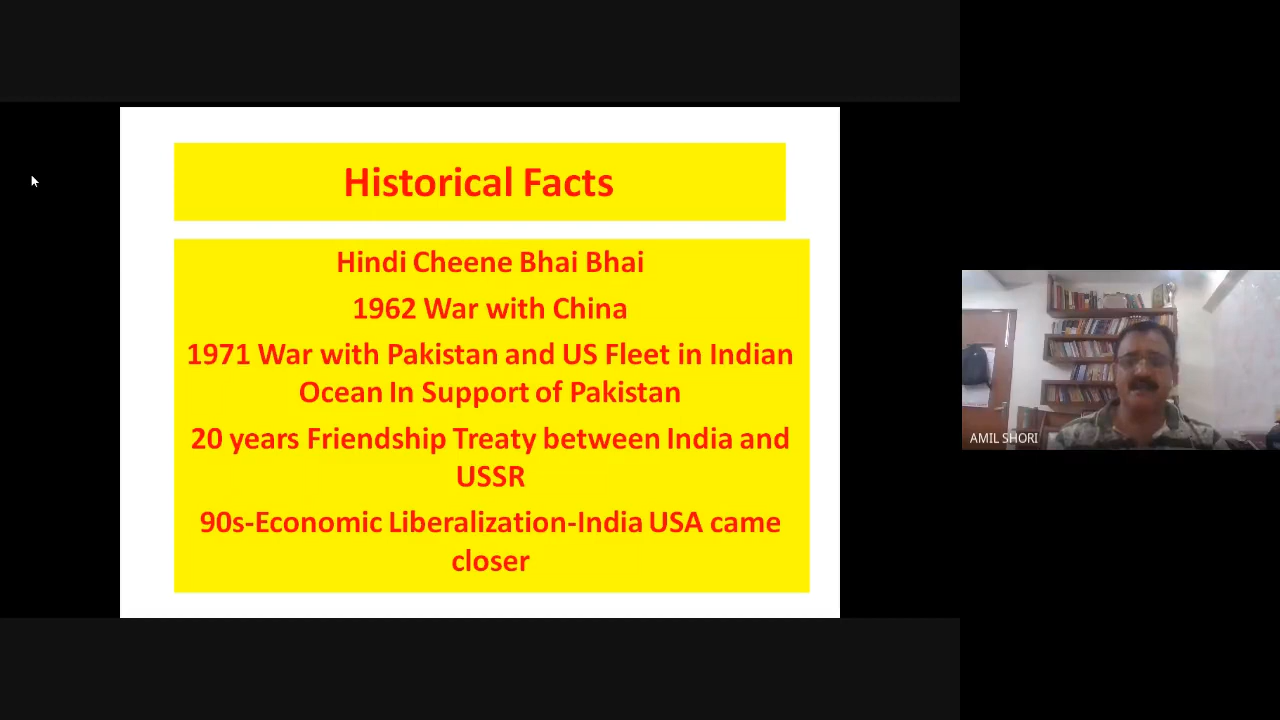 Historical Facts
Hindi Cheene Bhai Bhai
1962 War with China
1971 War with Pakistan and US Fleet in Indian
Ocean In Support of Pakistan
20 years Friendship Treaty between India and
USSR
90s-Economic Liberalization-India USA came
closer
AMIL SHORI